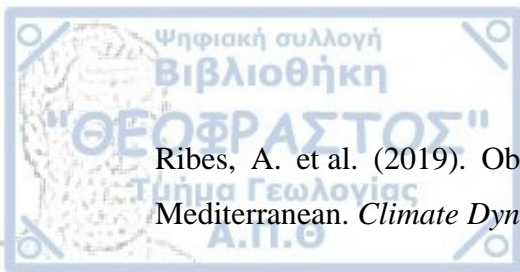 Ψηφιακή συλλογή
Βιβλιοθήκη
"ΘΕΟΦΡΑΣΤΟΣ"
Ribes, A. et al. (2019). Ob
Τμήμα Γεωλογίας
Mediterranean. Climate Dyn
Α.Π.Θ